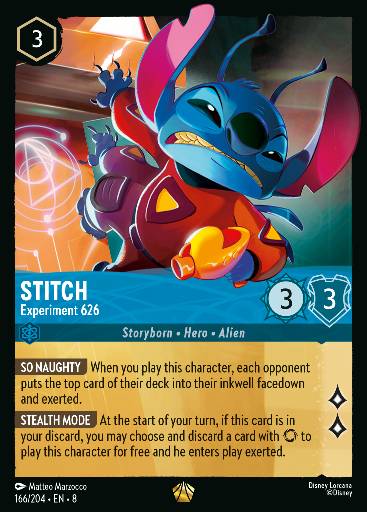 3
STITCH
Experiment 626
3
3
Storyborn • Hero • Alien
SO NAUGHTY When you play this character, each opponent
puts the top card of their deck into their inkwell facedown
and exerted.
STEALTH MODE At the start of your turn, if this card is in
your discard, you may choose and discard a card with to
play this character for free and he enters play exerted.
Matteo Marzocco
Disney Lorcana
166/204 • EN • 8
©Disney